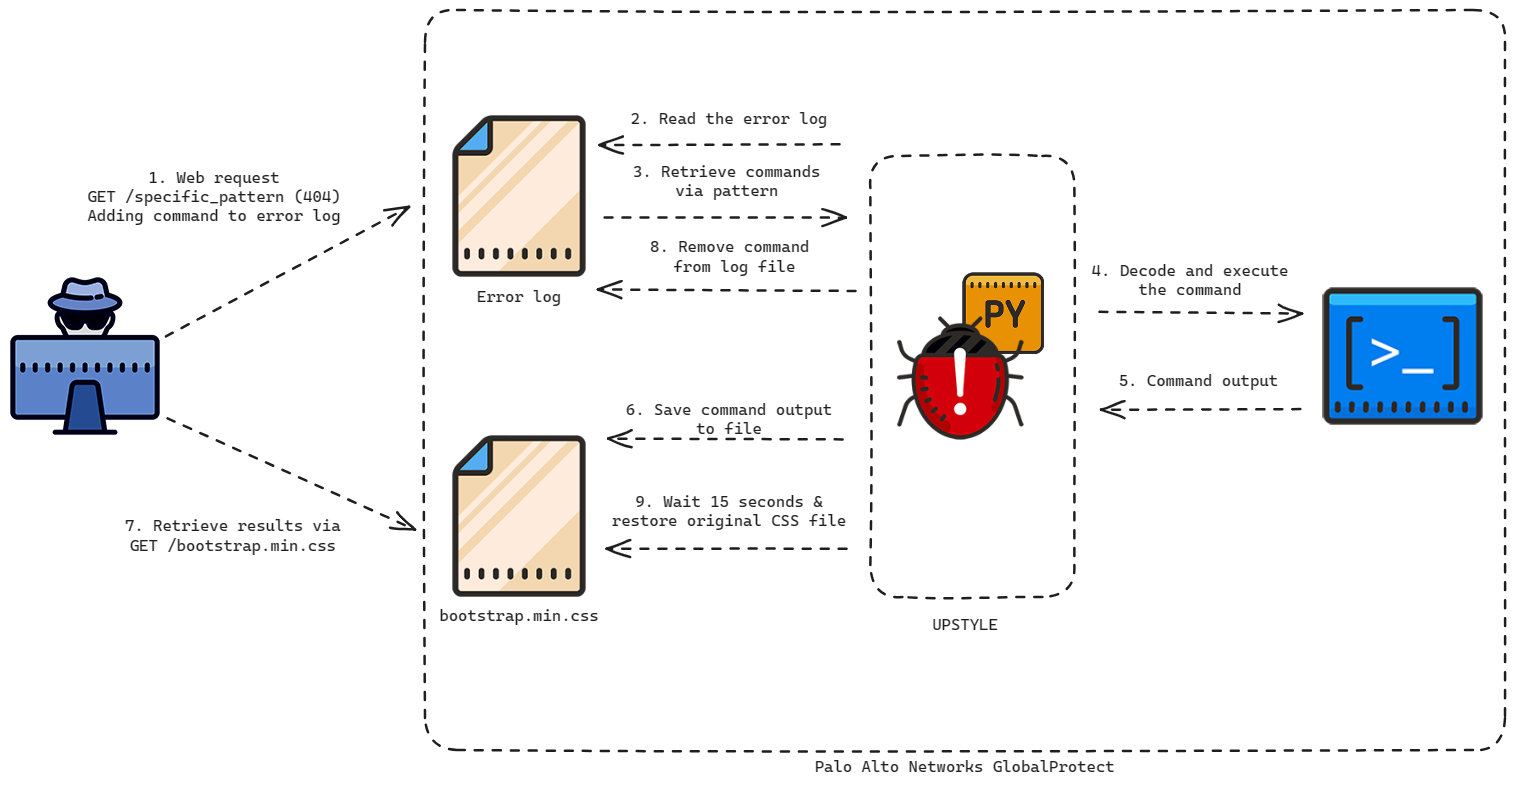 1. Web request
GET /specific_pattern (404)
Adding command to error log
2. Read the error log
3. Retrieve commands
via pattern
8. Remove command
from log file
Error log
PY
4. Decode and execute
the command
[>_]
5. Command output
6. Save command output
to file
9. Wait 15 seconds &
restore original CSS file
7. Retrieve results via
GET /bootstrap.min.css
bootstrap.min.css
UPSTYLE
Palo Alto Networks GlobalProtect